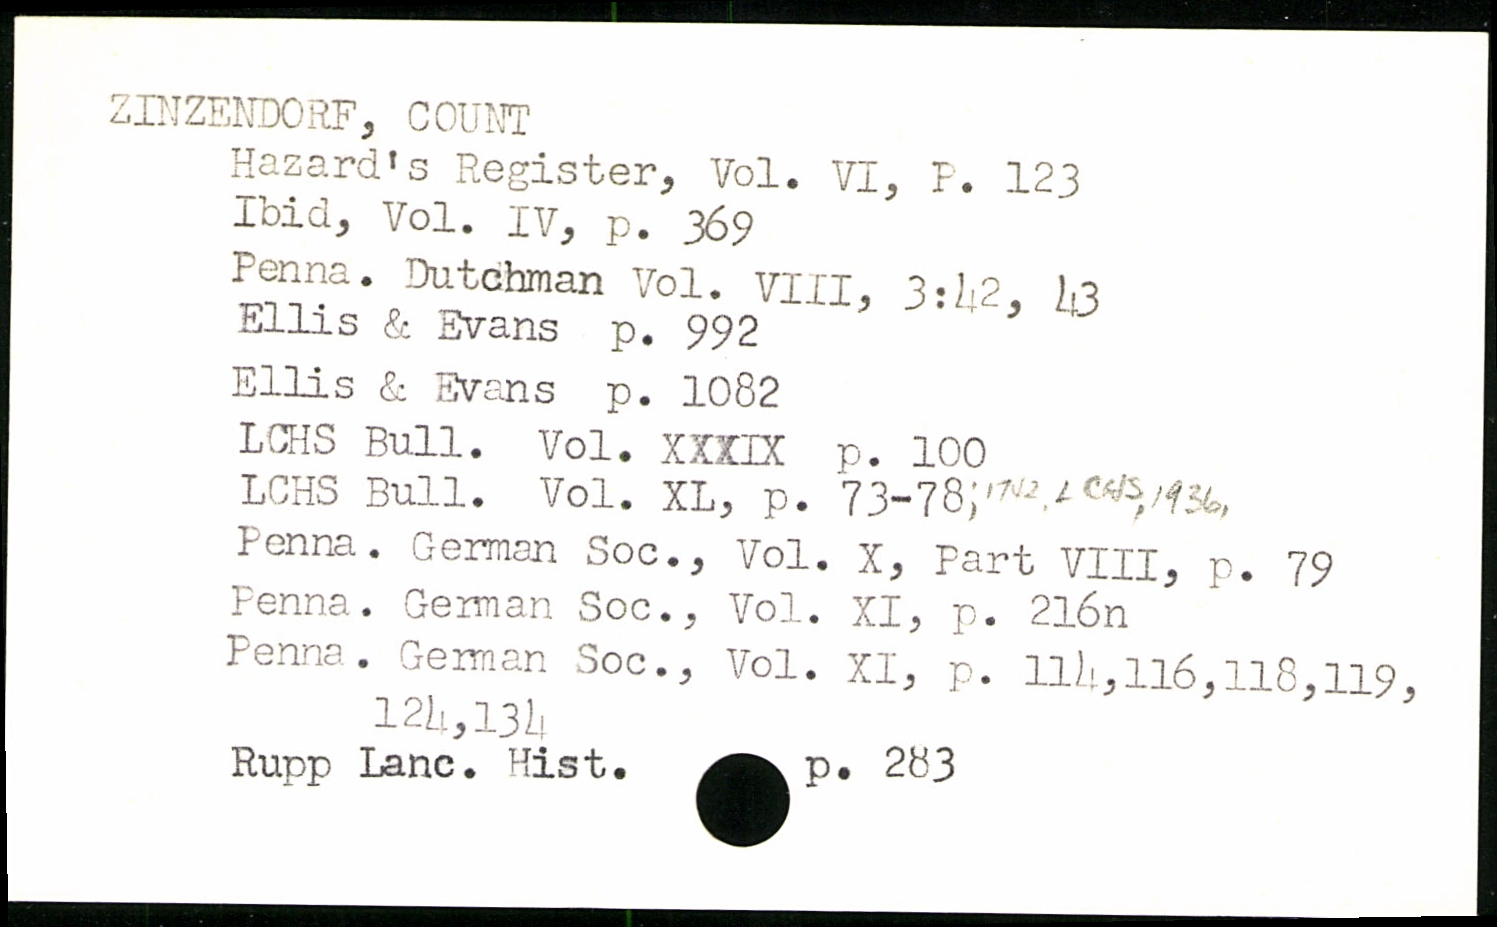 ZINZENDORF, COUNT
Hazard's Register, Vol. VI, P. 123
Ibid, Vol. IV, p. 369
Penna. Dutchman Vol. VIII, 3:42, 43
Ellis & Evans p. 992
Ellis & Evans p. 1082
LCHS Bull. Vol. XXXIX p. 100
LCHS Bull. Vol. XL, p. 73-78; 1742, LCHS, 1936,
Penna. German Soc., Vol. X, Part VIII, p. 79
Penna. German Soc., Vol. XI, p. 216n
Penna. German Soc., Vol. XI, p. 114,116,118,119,
124,134
Rupp Lanc. Hist. p. 283